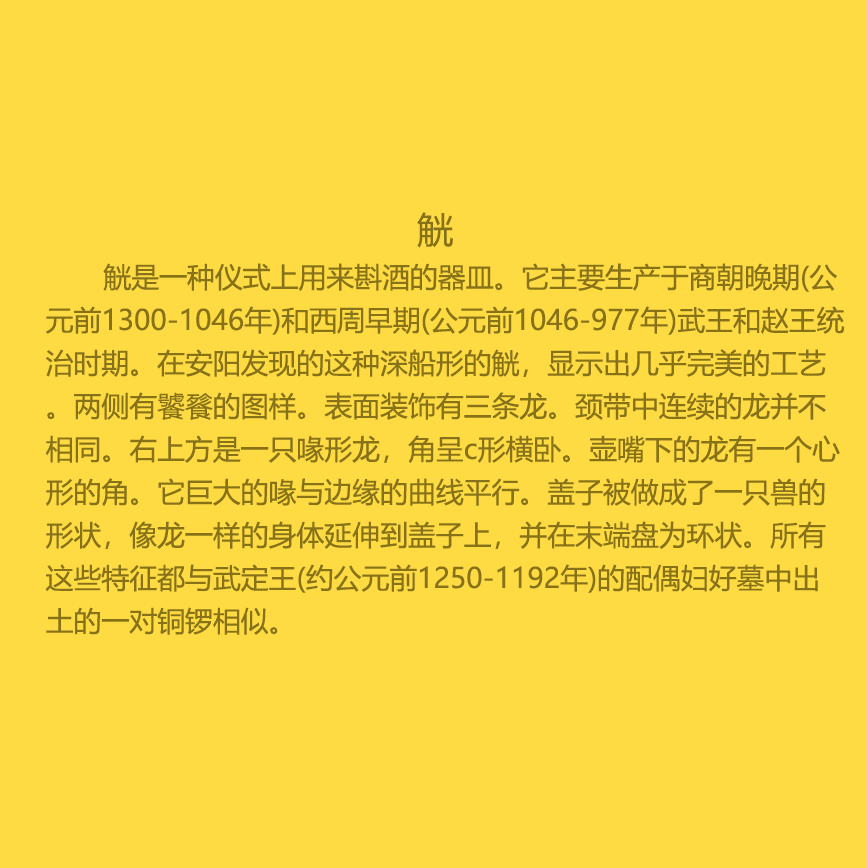 觥
觥是一种仪式上用来斟酒的器皿。它主要生产于商朝晚期(公
元前1300-1046年)和西周早期(公元前1046-977年)武王和赵王统
治时期。在安阳发现的这种深船形的觥，显示出几乎完美的工艺
。两侧有饕餮的图样。表面装饰有三条龙。颈带中连续的龙并不
相同。右上方是一只喙形龙，角呈c形横卧。壶嘴下的龙有一个心
形的角。它巨大的喙与边缘的曲线平行。盖子被做成了一只兽的
形状，像龙一样的身体延伸到盖子上，并在末端盘为环状。所有
这些特征都与武定王(约公元前1250-1192年)的配偶妇好墓中出
土的一对铜锣相似。